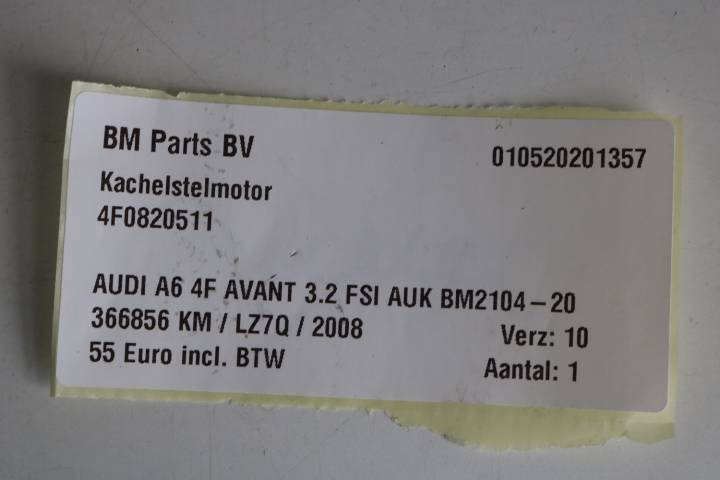 BM Parts BV 010520201357
Kachelstelmotor
4F0820511
AUDI A6 4F AVANT 3.2 FSI AUK BM2104-20
366856 KM / LZ7Q / 2008 Verz: 10
55 Euro incl. BTW Aantal: 1